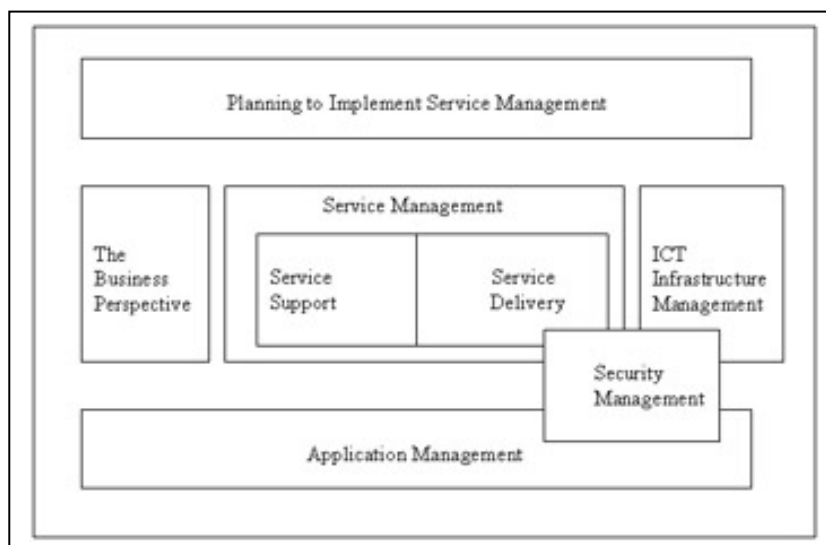 Planning to Implement Service Management
Service Management
The
Business
Perspective
Service
Support
Service
Delivery
ICT
Infrastructure
Management
Security
Management
Application Management